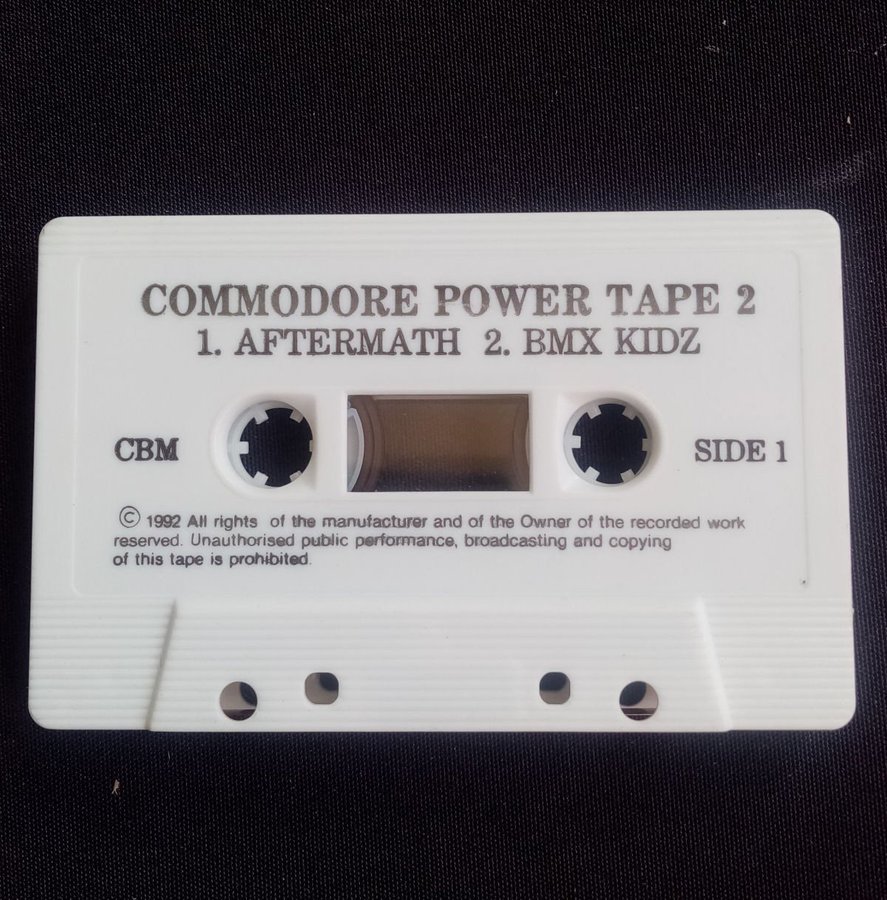 COMMODORE POWER TAPE 2
1. AFTERMATH 2. BMX KIDZ
CBM
SIDE 1
© 1992 All rights of the manufacturer and of the Owner of the recorded work
reserved. Unauthorised public performance, broadcasting and copying
of this tape is prohibited.